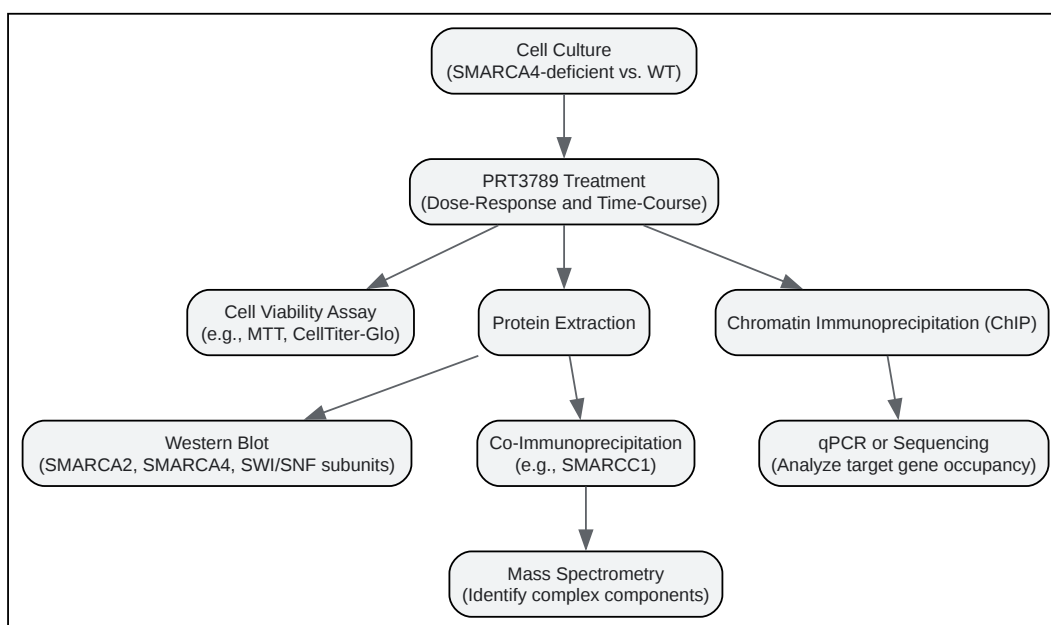 Cell Culture
(SMARCA4-deficient vs. WT)
PRT3789 Treatment
(Dose-Response and Time-Course)
Cell Viability Assay
(e.g., MTT, CellTiter-Glo)
Protein Extraction
Chromatin Immunoprecipitation (ChIP)
Western Blot
(SMARCA2, SMARCA4, SWI/SNF subunits)
Co-Immunoprecipitation
(e.g., SMARCC1)
qPCR or Sequencing
(Analyze target gene occupancy)
Mass Spectrometry
(Identify complex components)